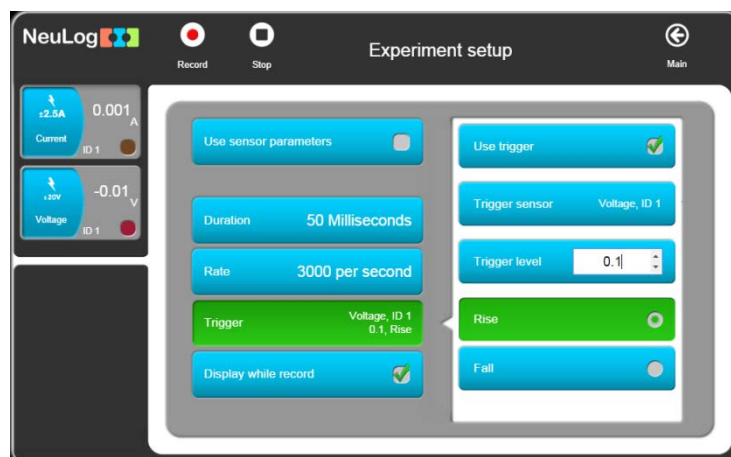 NeuLog
Record
Stop
Experiment setup
Main
±2.5A
0.001
A
Current
ID 1
±20V
-0.01
V
Voltage
ID 1
Use sensor parameters
Duration 50 Milliseconds
Rate 3000 per second
Trigger Voltage, ID 1
0.1, Rise
Display while record
Use trigger
Trigger sensor Voltage, ID 1
Trigger level 0.1
Rise
Fall